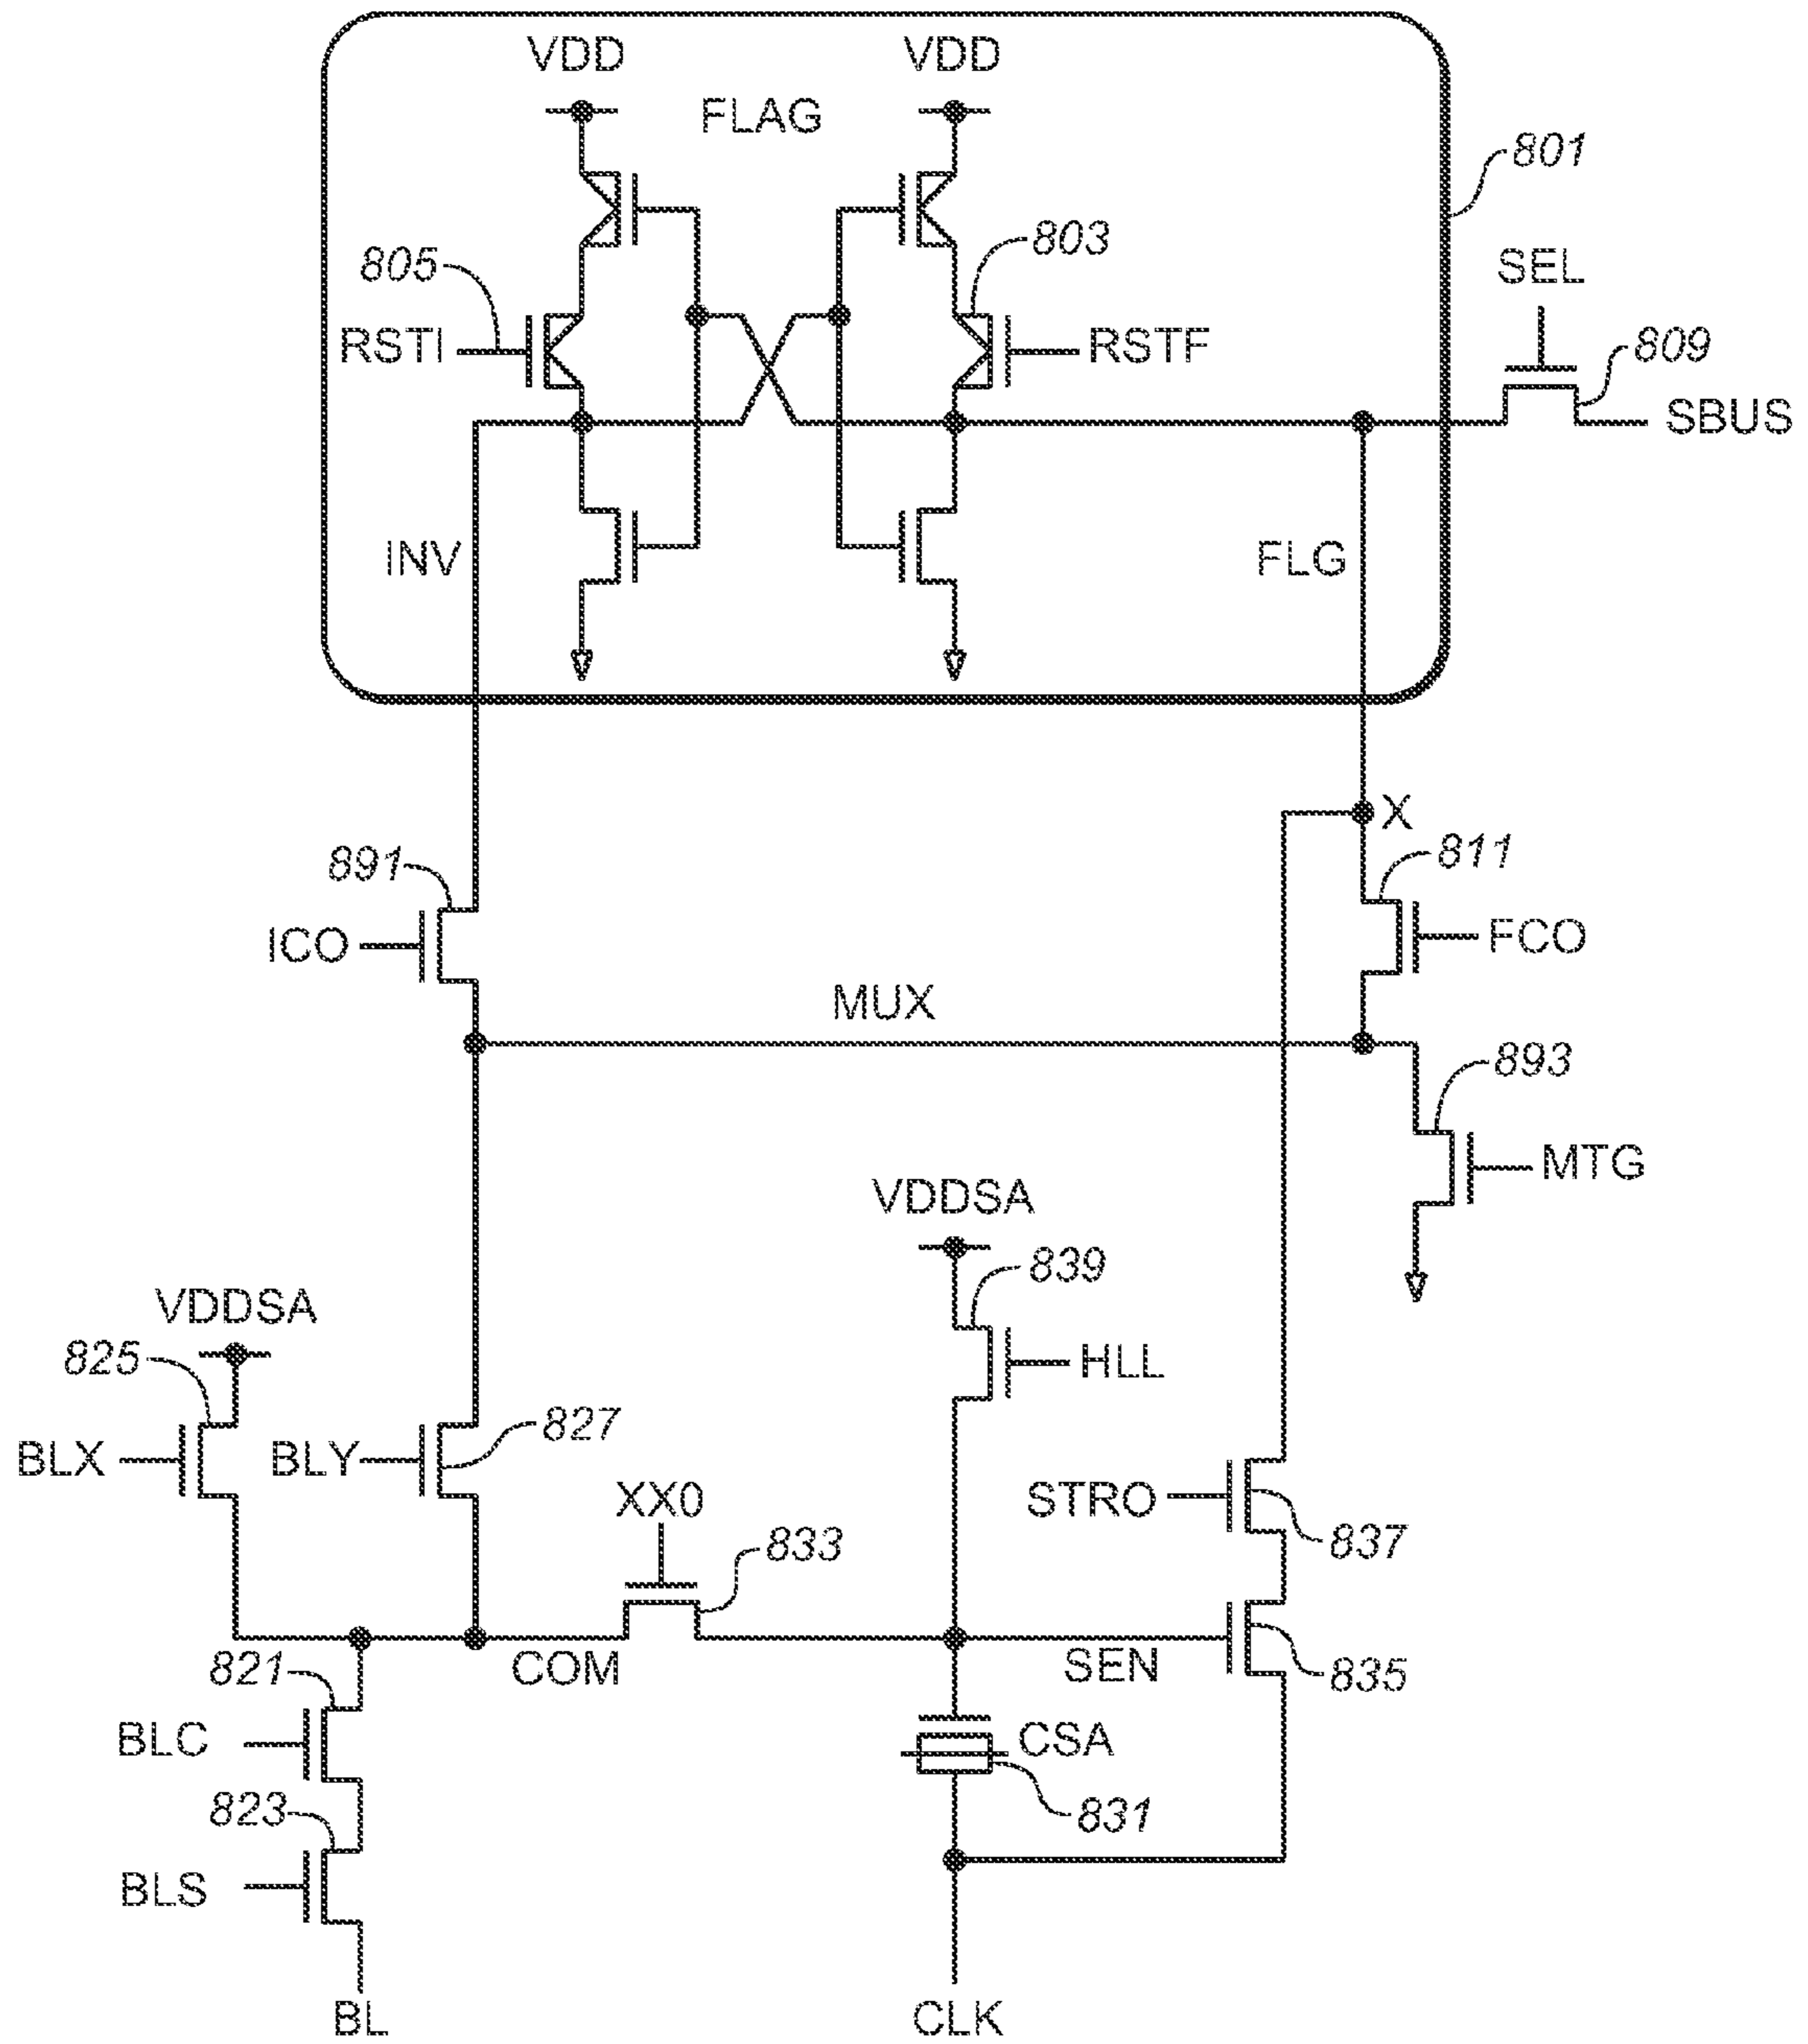 VDD
VDD
FLAG
801
803
805
SEL
RSTI
RSTF
809
SBUS
INV
FLG
X
891
811
ICO
FCO
MUX
893
MTG
VDDSA
839
VDDSA
825
HLL
827
BLX
BLY
XX0
STRO
833
837
821
COM
SEN
835
BLC
CSA
823
831
BLS
BL
CLK